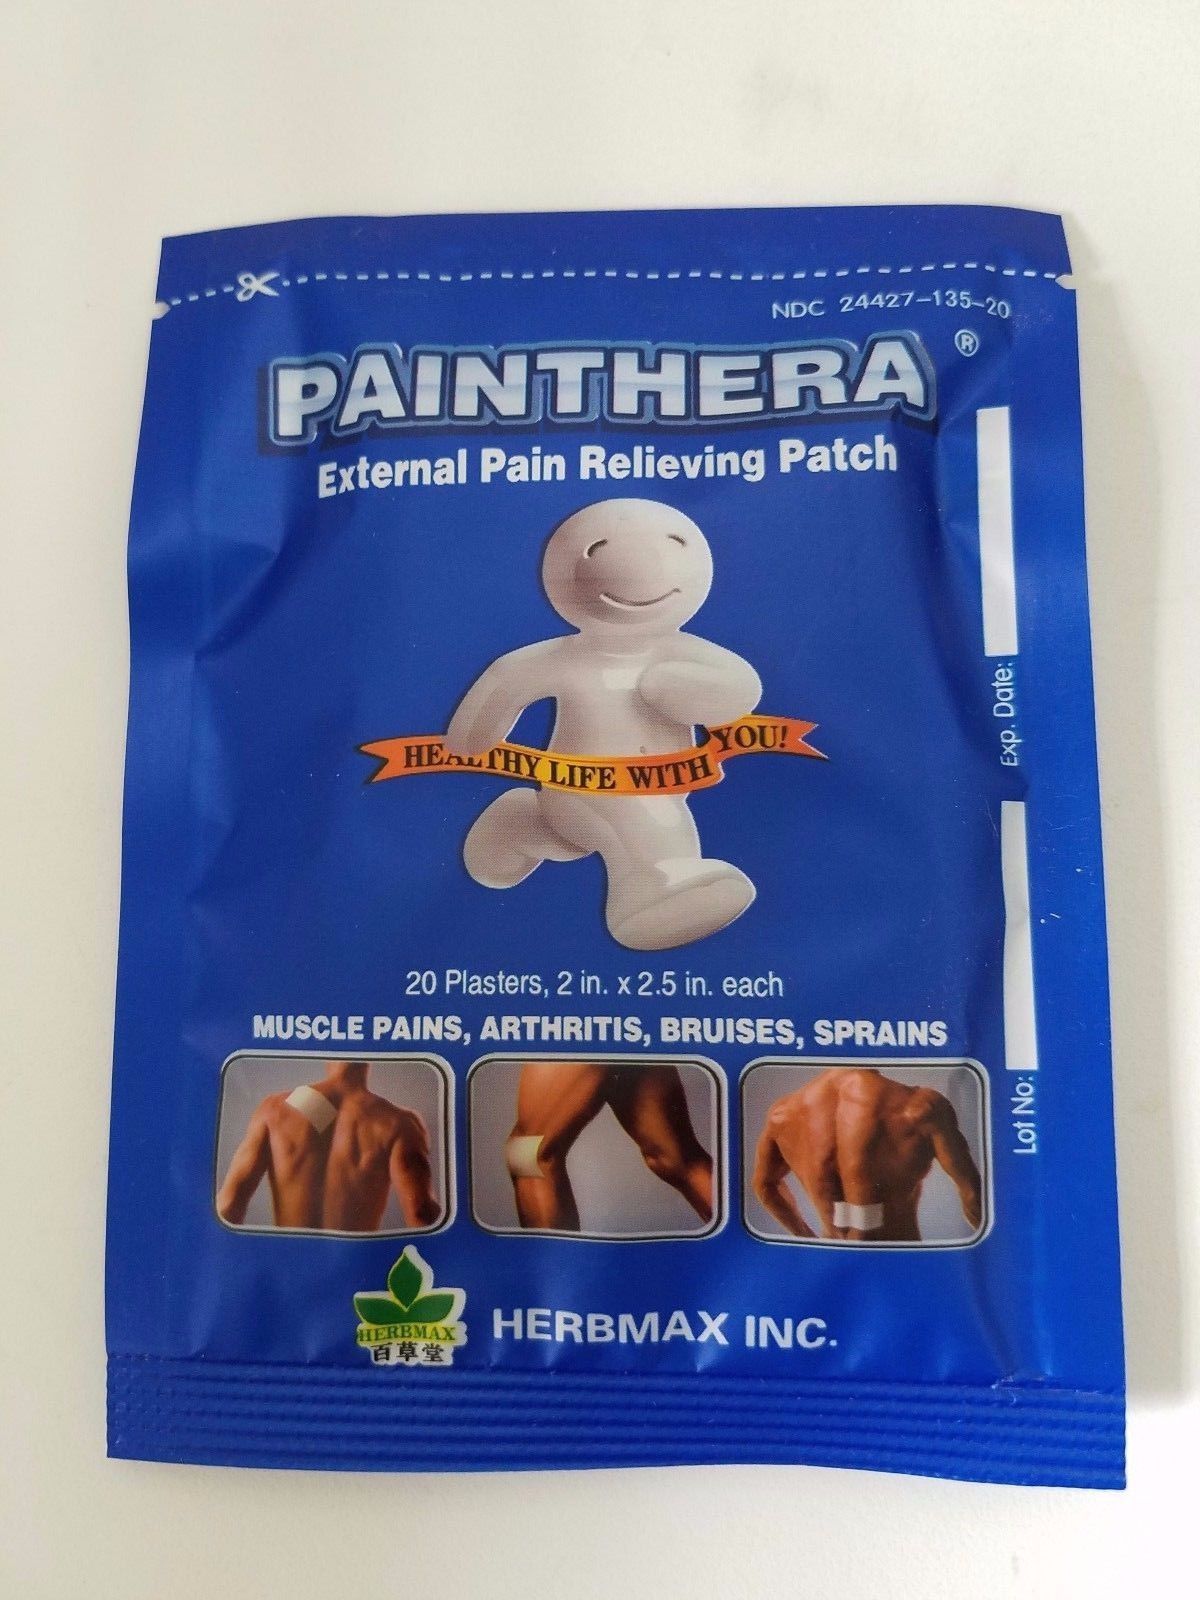 NDC 24427-135-20
PAINTHERA®
External Pain Relieving Patch
HEALTHY LIFE WITH YOU!
20 Plasters, 2 in. x 2.5 in. each
MUSCLE PAINS, ARTHRITIS, BRUISES, SPRAINS
HERBMAX
百草堂
HERBMAX INC.
Exp. Date:
Lot No: